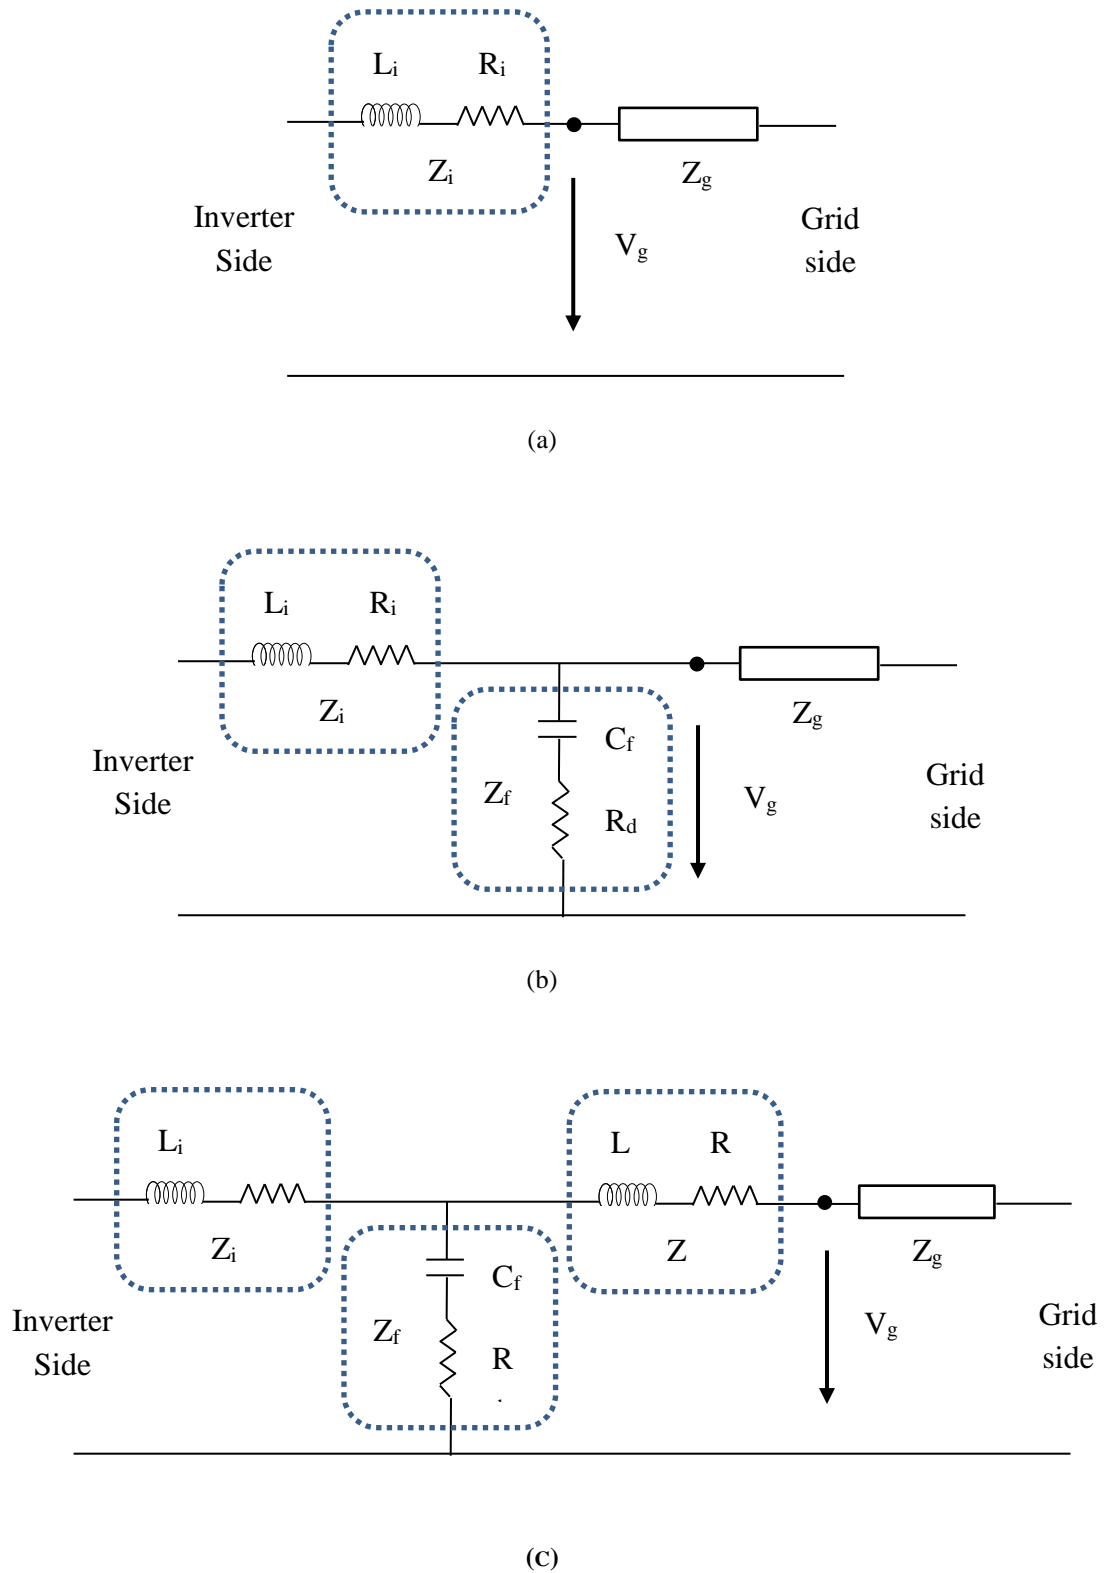 Lᵢ Rᵢ
Zᵢ Z_g
Inverter Side
V_g
Grid side
(a)
Lᵢ Rᵢ
Zᵢ Z_g
C_f
Inverter Side
Z_f
R_d
V_g
Grid side
(b)
Lᵢ L R
Zᵢ Z Z_g
C_f
Inverter Side
Z_f
R
V_g
Grid side
(c)